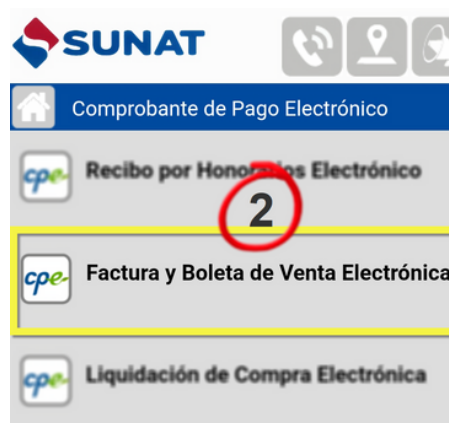 SUNAT
Comprobante de Pago Electrónico
cpe Recibo por Honorarios Electrónico
2
cpe Factura y Boleta de Venta Electrónica
cpe Liquidación de Compra Electrónica